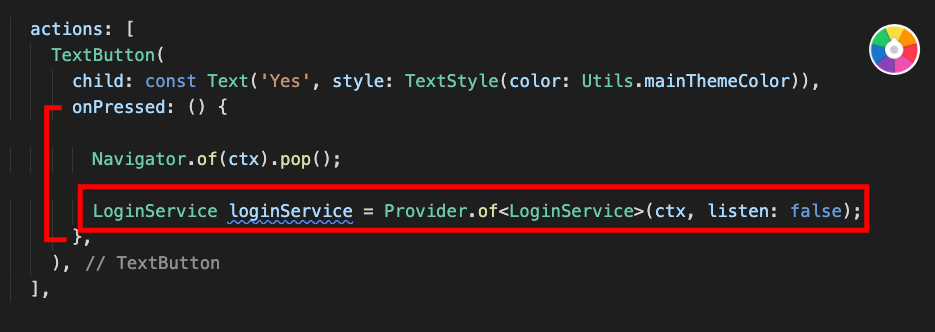 actions: [
TextButton(
child: const Text('Yes', style: TextStyle(color: Utils.mainThemeColor)),
onPressed: () {
Navigator.of(ctx).pop();
LoginService loginService = Provider.of<LoginService>(ctx, listen: false);
},
), // TextButton
],